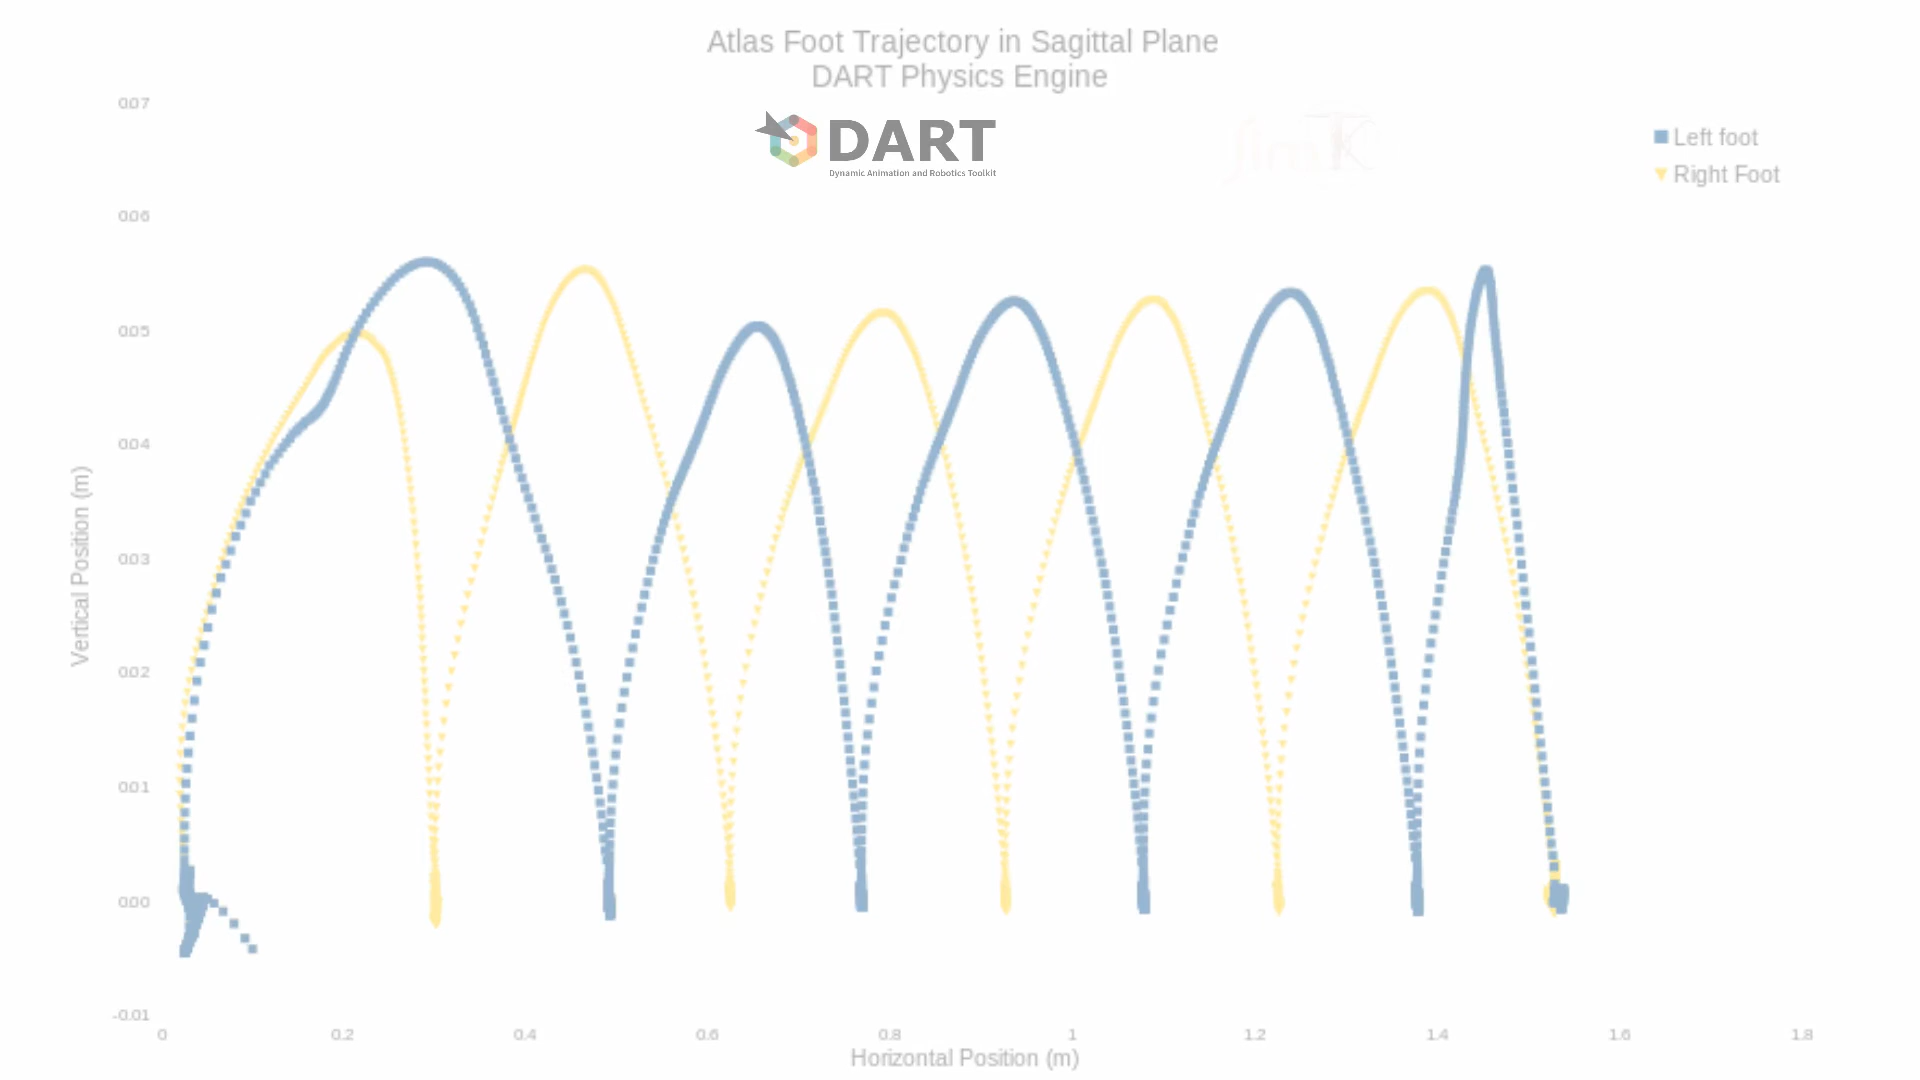 Atlas Foot Trajectory in Sagittal Plane
DART Physics Engine
DART
Dynamic Animation and Robotics Toolkit
Left foot
Right Foot
0.07
0.06
0.05
0.04
0.03
0.02
0.01
0.00
-0.01
Vertical Position (m)
0 0.2 0.4 0.6 0.8 1 1.2 1.4 1.6 1.8
Horizontal Position (m)